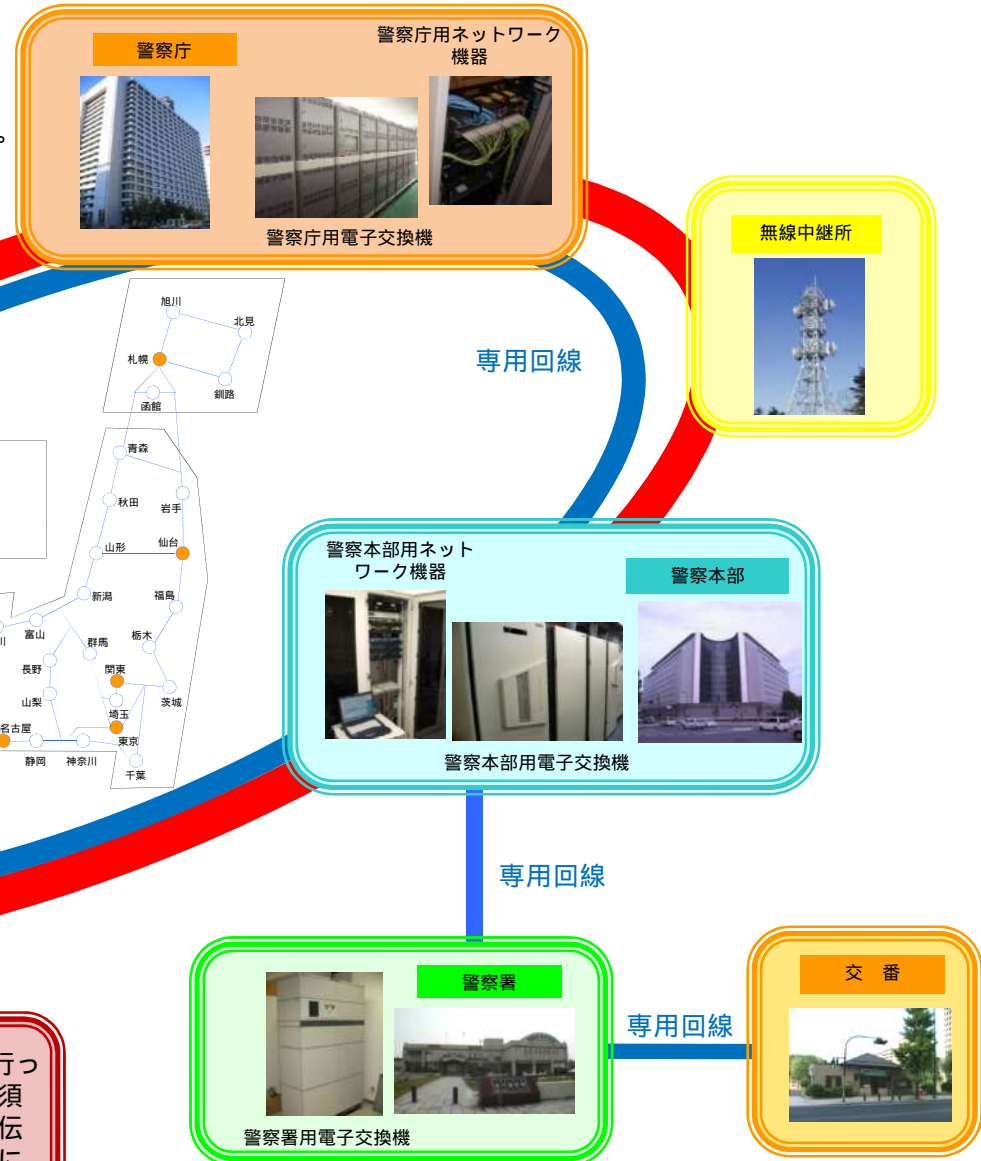 警察庁
警察庁用ネットワーク
機器
。
警察庁用電子交換機
無線中継所
専用回線
旭川
北見
札幌
釧路
函館
青森
秋田
岩手
山形
仙台
新潟
福島
川
富山
群馬
栃木
長野
関東
山梨
茨城
埼玉
名古屋
東京
静岡
神奈川
千葉
警察本部用ネット
ワーク機器
警察本部
警察本部用電子交換機
専用回線
警察署
警察署用電子交換機
専用回線
交　番
行っ
須
伝
に